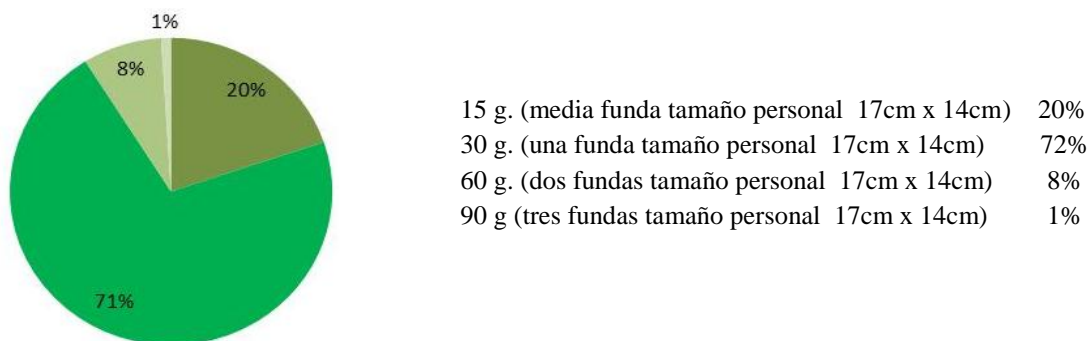 1%
8%
20%
71%
15 g. (media funda tamaño personal 17cm x 14cm) 20%
30 g. (una funda tamaño personal 17cm x 14cm) 72%
60 g. (dos fundas tamaño personal 17cm x 14cm) 8%
90 g (tres fundas tamaño personal 17cm x 14cm) 1%